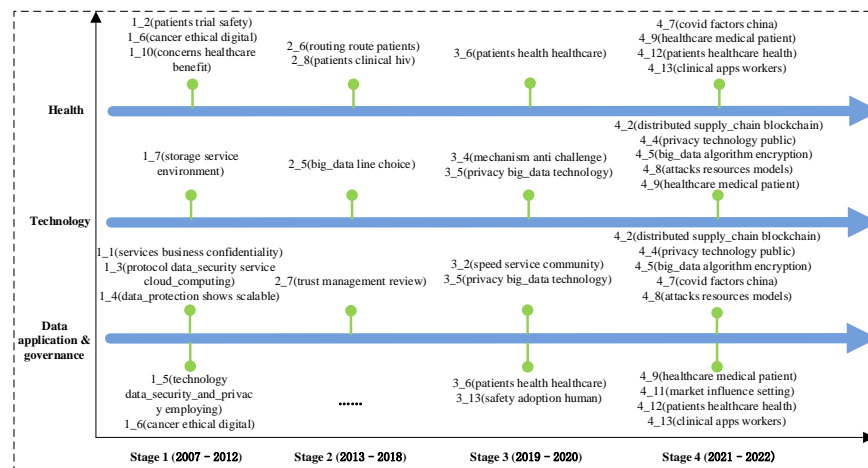 1_2(patients trial safety)
1_6(cancer ethical digital)
1_10(concerns healthcare
benefit)
2_6(routing route patients)
2_8(patients clinical hiv)
3_6(patients health healthcare)
4_7(covid factors china)
4_9(healthcare medical patient)
4_12(patients healthcare health)
4_13(clinical apps workers)
Health
1_7(storage service
environment)
2_5(big_data line choice)
3_4(mechanism anti challenge)
3_5(privacy big_data technology)
4_2(distributed supply_chain blockchain)
4_4(privacy technology public)
4_5(big_data algorithm encryption)
4_8(attacks resources models)
4_9(healthcare medical patient)
Technology
1_1(services business confidentiality)
1_3(protocol data_security service
cloud_computing)
1_4(data_protection shows scalable)
2_7(trust management review)
3_2(speed service community)
3_5(privacy big_data technology)
4_2(distributed supply_chain blockchain)
4_4(privacy technology public)
4_5(big_data algorithm encryption)
4_7(covid factors china)
4_8(attacks resources models)
Data
application &
governance
1_5(technology
data_security_and_privac
y employing)
1_6(cancer ethical digital)
......
3_6(patients health healthcare)
3_13(safety adoption human)
4_9(healthcare medical patient)
4_11(market influence setting)
4_12(patients healthcare health)
4_13(clinical apps workers)
Stage 1 (2007－2012)
Stage 2 (2013－2018)
Stage 3 (2019－2020)
Stage 4 (2021－2022)